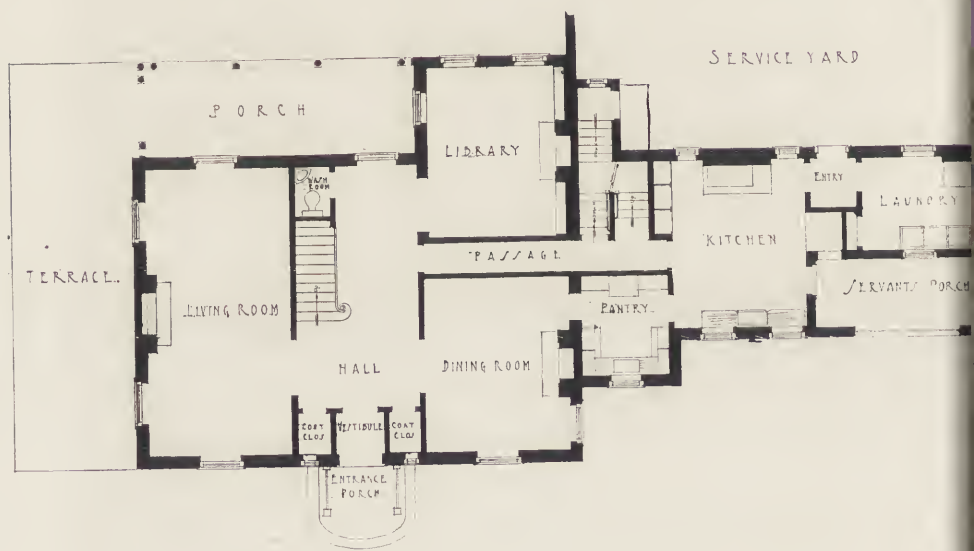 SERVICE YARD
PORCH
LIBRARY
WASH
ROOM
ENTRY
LAUNDRY
KITCHEN
PASSAGE
TERRACE
LIVING ROOM
PANTRY
SERVANTS PORCH
HALL
DINING ROOM
COAT
CLOS
VESTIBULE
COAT
CLOS
ENTRANCE
PORCH